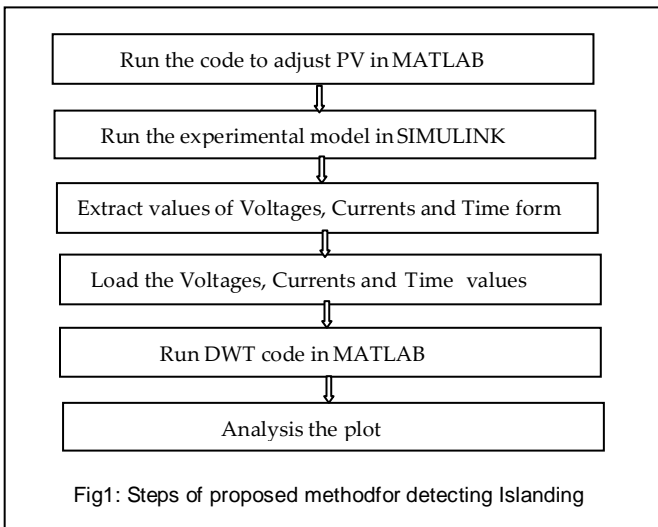 Run the code to adjust PV in MATLAB
Run the experimental model in SIMULINK
Extract values of Voltages, Currents and Time form
Load the Voltages, Currents and Time values
Run DWT code in MATLAB
Analysis the plot
Fig1: Steps of proposed methodfor detecting Islanding